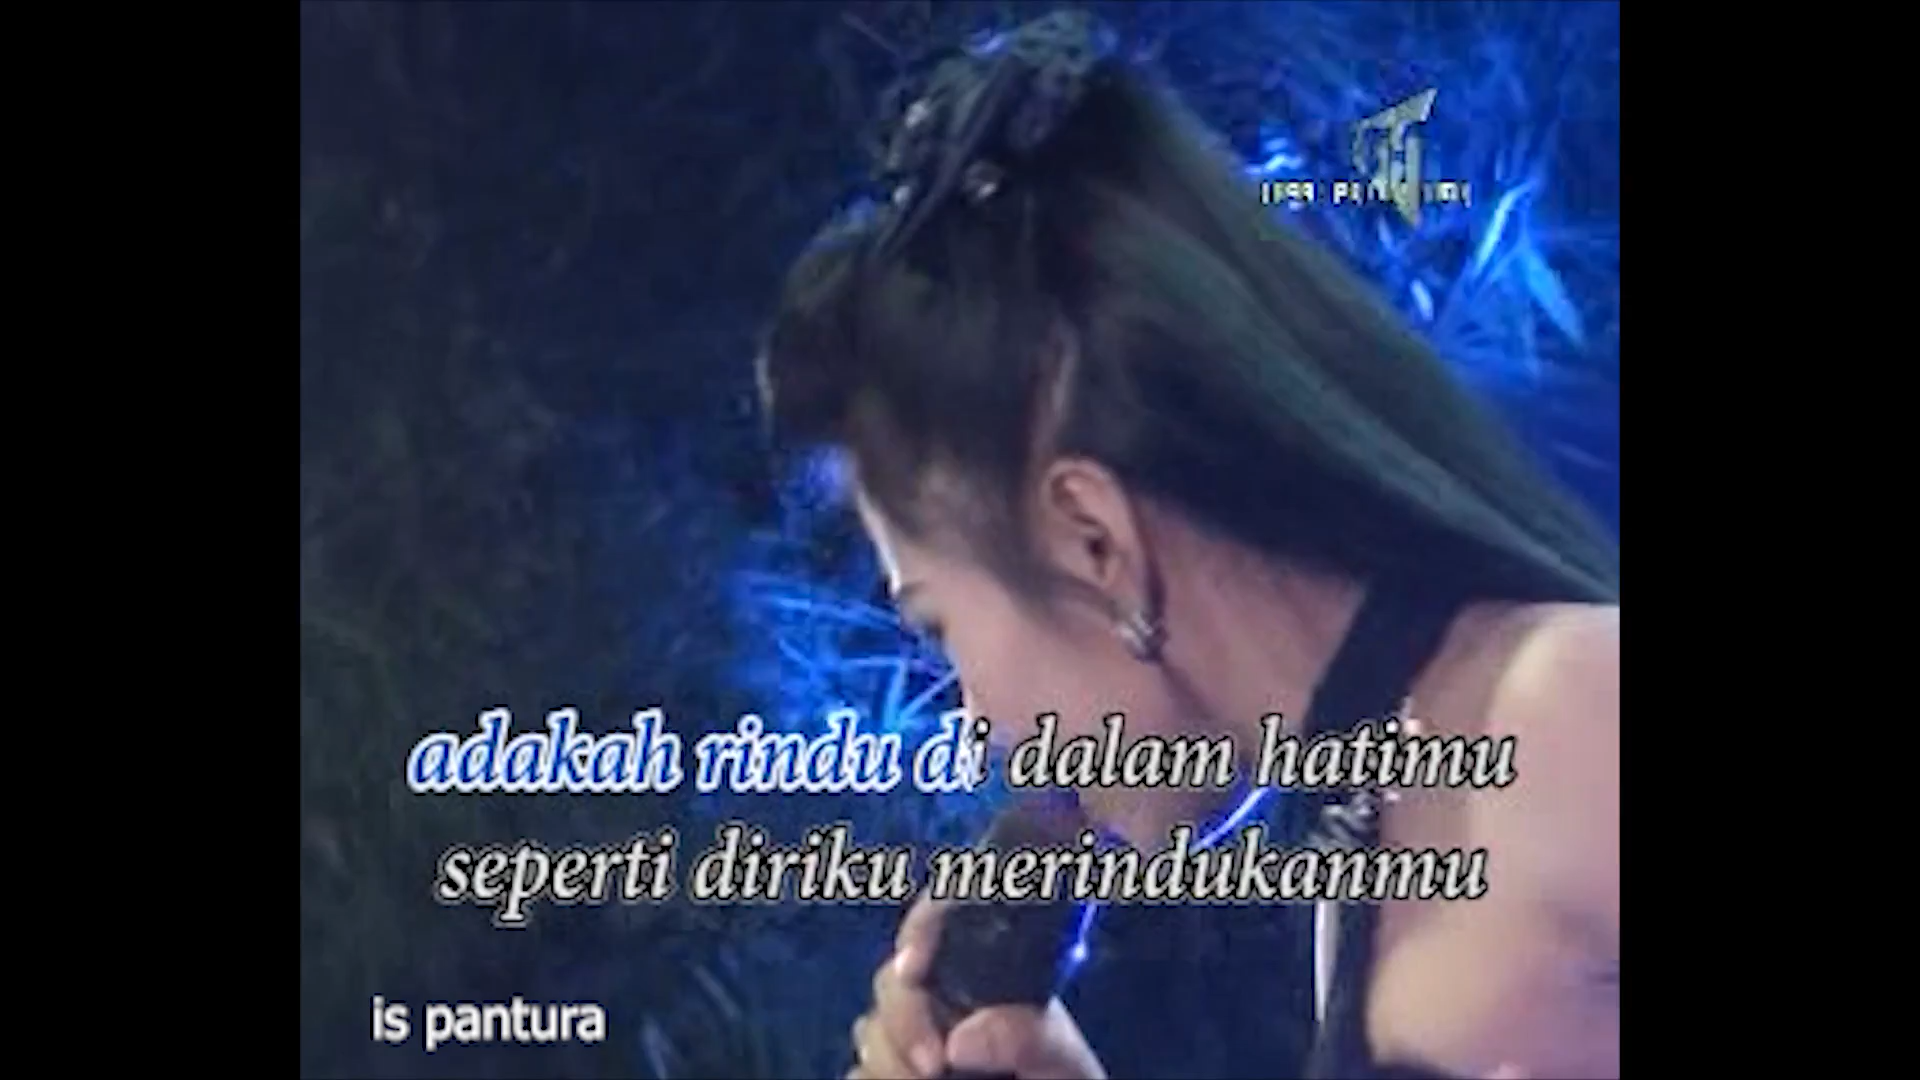 adakah rindu di dalam hatimu
seperti diriku merindukanmu
is pantura